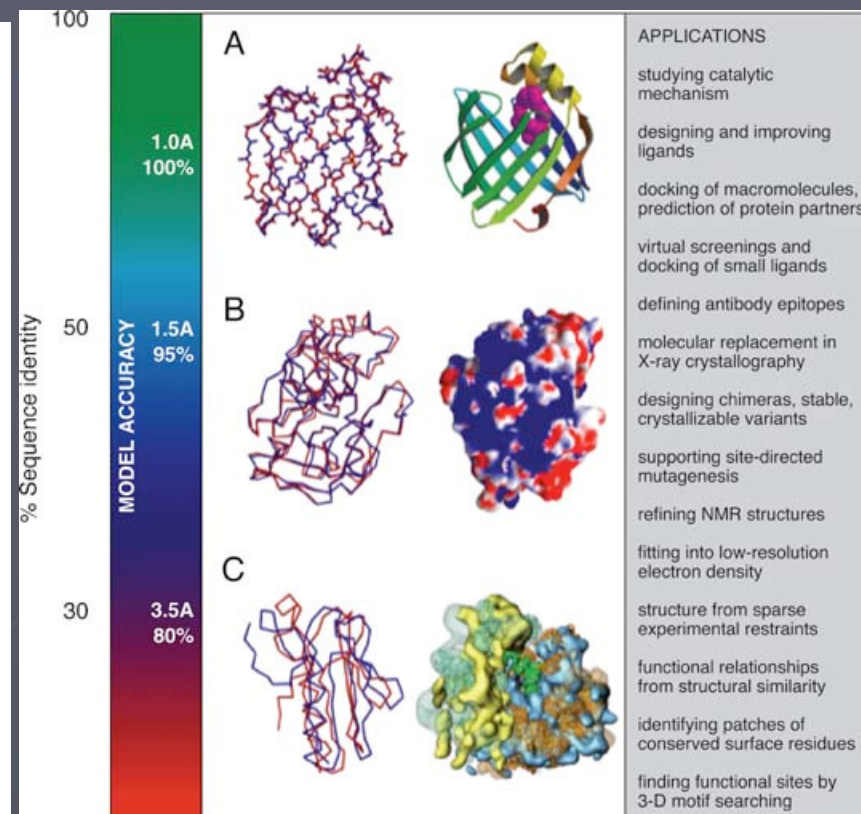 100
50
30
% Sequence identity
MODEL ACCURACY
1.0A
100%
1.5A
95%
3.5A
80%
A
B
C
APPLICATIONS
studying catalytic
mechanism
designing and improving
ligands
docking of macromolecules,
prediction of protein partners
virtual screenings and
docking of small ligands
defining antibody epitopes
molecular replacement in
X-ray crystallography
designing chimeras, stable,
crystallizable variants
supporting site-directed
mutagenesis
refining NMR structures
fitting into low-resolution
electron density
structure from sparse
experimental restraints
functional relationships
from structural similarity
identifying patches of
conserved surface residues
finding functional sites by
3-D motif searching